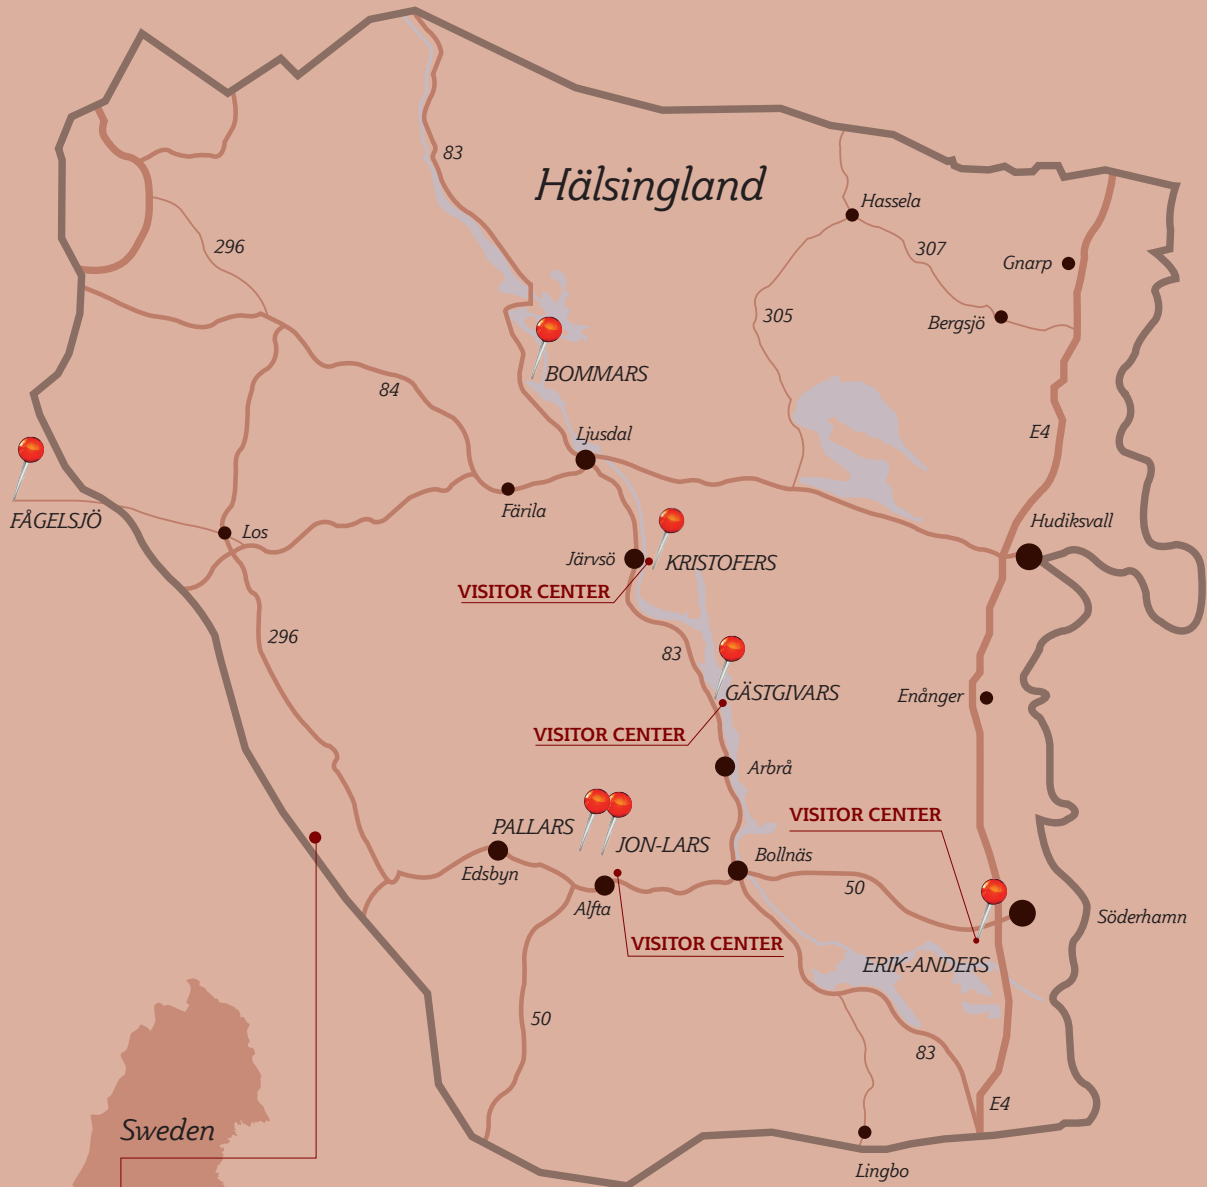 83
Hälsingland
Hassela
296
307
Gnarp
305
Bergsjö
BOMMARS
84
E4
Ljusdal
Färila
FÅGELSJÖ
Los
Hudiksvall
Järvsö
KRISTOFERS
VISITOR CENTER
296
83
GÄSTGIVARS
Enånger
VISITOR CENTER
Arbrå
VISITOR CENTER
PALLARS
JON-LARS
Bollnäs
Edsbyn
50
Alfta
Söderhamn
VISITOR CENTER
ERIK-ANDERS
50
83
E4
Sweden
Lingbo